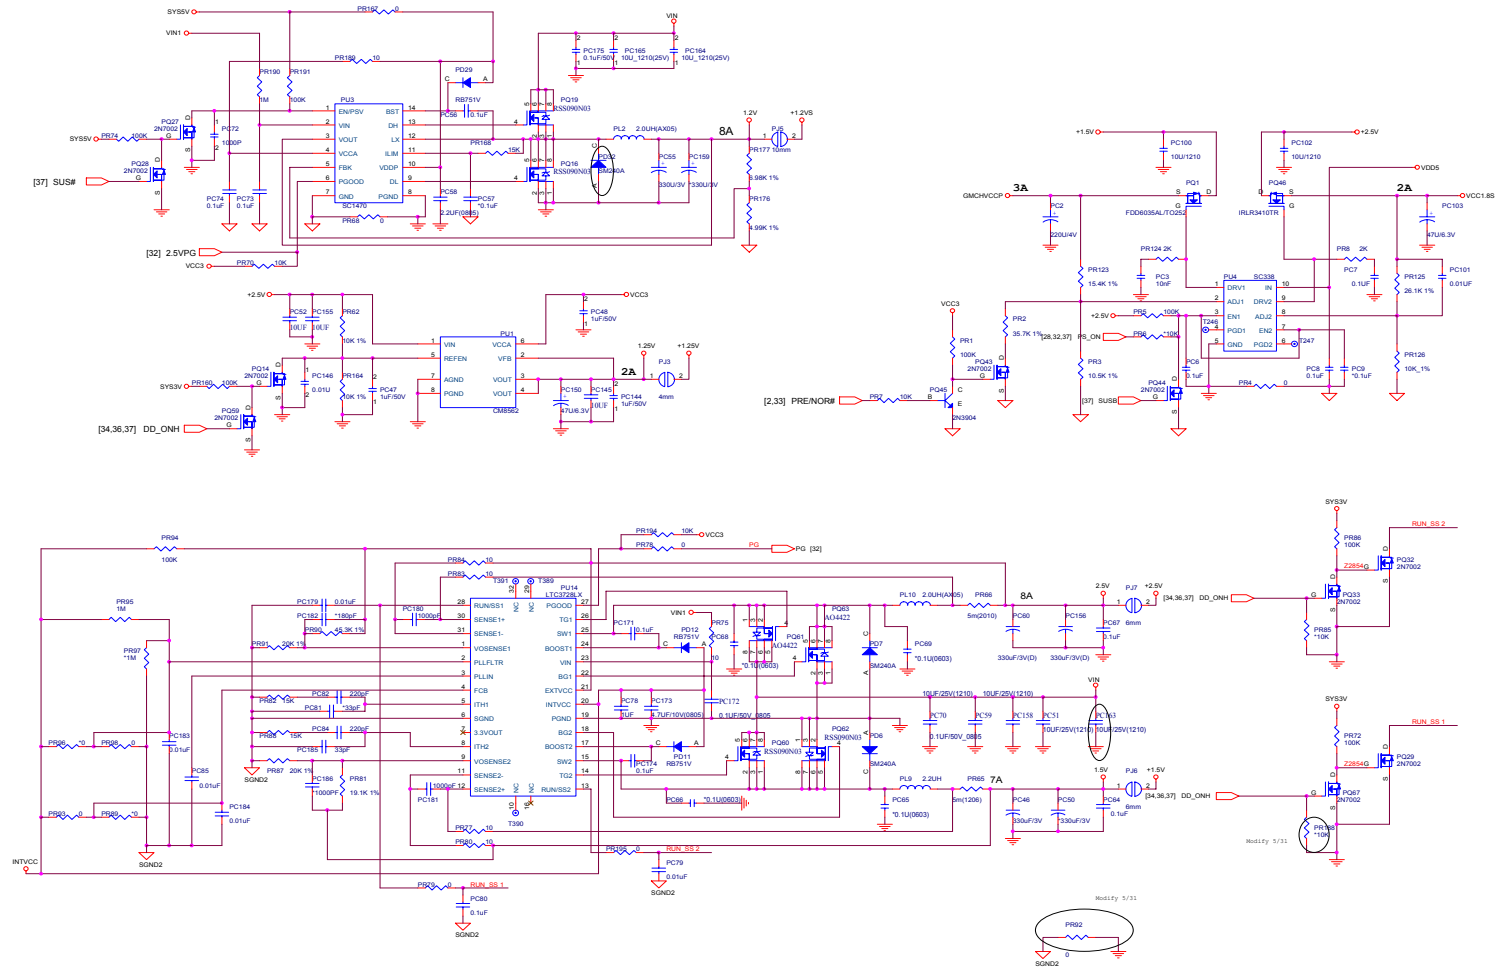 SYS5V
PR167 0
VIN
VIN1
PC175
0.1uF/50V
PC165
10U_1210(25V)
PC164
10U_1210(25V)
PR189 10
PD29
C A
RB751V
PR190
1M
PR191
100K
PU3
EN/PSV BST
VIN DH
VOUT LX
VCCA ILIM
FBK VDDP
PGOOD DL
GND PGND
SC1470
PC56 0.1uF
PQ19
RSS090N03
PQ27
2N7002
PC72
1000P
SYS5V
PR74 100K
PQ28
2N7002
[37] SUS#
PC74
0.1uF
PC73
0.1uF
PR68 0
PR168
15K
PC58
2.2UF(0805)
PC57
*0.1uF
PQ16
RSS090N03
PD32
SM240A
PL2 2.0UH(AX05)
8A
PC55
330U/3V
PC159
*330U/3V
1.2V
+1.2VS
PJ5
10mm
PR177
6.98K 1%
PR176
4.99K 1%
[32] 2.5VPG
VCC3
PR70 10K
+1.5V
PC100
10U/1210
PQ1
FDD6035AL/TO252
GMCHVCCP
3A
PC2
220U/4V
+2.5V
PC102
10U/1210
PQ46
IRLR3410TR
VDD5
2A
VCC1.8S
PC103
47U/6.3V
PR124 2K
PC3
10nF
PU4 SC338
DRV1 IN
ADJ1 DRV2
EN1 ADJ2
PGD1 EN2
GND PGD2
PR8 2K
PC7
0.1UF
PR125
26.1K 1%
PC101
0.01UF
PR123
15.4K 1%
+2.5V
PR5 100K
T246
T247
[28,32,37] PS_ON
PR6 *10K
PR2
35.7K 1%
PR3
10.5K 1%
VCC3
PR1
100K
PQ43
2N7002
PQ45
2N3904
[2,33] PRE/NOR#
PR7 10K
PC6
0.1uF
PQ44
2N7002
[37] SUSB
PR4 0
PC8
0.1uF
PC9
*0.1uF
PR126
10K_1%
+2.5V
PC52
10UF
PC155
10UF
PR62
10K 1%
PR164
10K 1%
PC47
1uF/50V
PC146
0.01U
PQ14
2N7002
SYS3V
PR160 100K
PQ59
2N7002
[34,36,37] DD_ONH
PU1
VIN VCCA
REFEN VFB
AGND VOUT
PGND VOUT
CM8562
VCC3
PC48
1uF/50V
1.25V
+1.25V
2A
PJ3
4mm
PC150
47U/6.3V
PC145
10UF
PC144
1uF/50V
PR94
100K
PR95
1M
PR97
*1M
PC179 0.01uF
PC182 *180pF
PR90 45.3K 1%
PR91 20K 1%
PC180
1000pF
PR84 10
PR83 10
T391 T389
PU14
LTC3728LX
RUN/SS1 PGOOD
SENSE1+ TG1
SENSE1- SW1
VOSENSE1 BOOST1
PLLFLTR VIN
PLLIN BG1
FCB EXTVCC
ITH1 INTVCC
SGND PGND
3.3VOUT BG2
ITH2 BOOST2
VOSENSE2 SW2
SENSE2- TG2
SENSE2+ RUN/SS2
NC NC
NC NC
T390
PC82 220pF
PR82 15K
PC81 *33pF
PR88 15K
PC84 220pF
PC185 33pF
PR87 20K 1%
PC186
*1000PF
PR81
19.1K 1%
PC181
1000pF
SGND2
PR96 *0
PR98 0
PC183
0.01uF
PC85
0.01uF
PC184
0.01uF
PR93 0
PR89 *0
SGND2
INTVCC
PR77 10
PR80 10
PR195 0
RUN_SS 2
PC79
0.01uF
SGND2
PR79 0
RUN_SS 1
PC80
0.1uF
SGND2
PR194 10K
VCC3
PR78 0
PG
PG [32]
VIN1
PC171 0.1uF
PD12
RB751V
PR75
10
PC68
*0.1U(0603)
PC78
1UF
PC173
4.7UF/10V(0805)
PC172
0.1UF/50V_0805
PC174
0.1uF
PD11
RB751V
PC66 *0.1U(0603)
PQ63
AO4422
PQ61
AO4422
PQ60
RSS090N03
PQ62
RSS090N03
PD7
SM240A
PD6
SM240A
PL10 2.0UH(AX05)
PR66
5m(2010)
8A
PC69
*0.1U(0603)
PC60
330uF/3V(D)
PC156
330uF/3V(D)
PC67
0.1uF
2.5V
+2.5V
PJ7
6mm
VIN
10UF/25V(1210) 10UF/25V(1210)
PC70
0.1UF/50V_0805
PC59
PC158
PC51
10UF/25V(1210)
PC163
10UF/25V(1210)
PL9 2.2UH
PR65
5m(1206)
7A
PC65
*0.1U(0603)
PC46
330uF/3V
PC50
*330uF/3V
PC64
0.1uF
1.5V
+1.5V
PJ6
6mm
SYS3V
PR86
100K
RUN_SS 2
PQ32
2N7002
Z2854
PQ33
2N7002
[34,36,37] DD_ONH
PR85
*10K
SYS3V
PR72
100K
RUN_SS 1
PQ29
2N7002
Z2854
PQ67
2N7002
[34,36,37] DD_ONH
PR188
*10K
Modify 5/31
Modify 5/31
PR92
0
SGND2